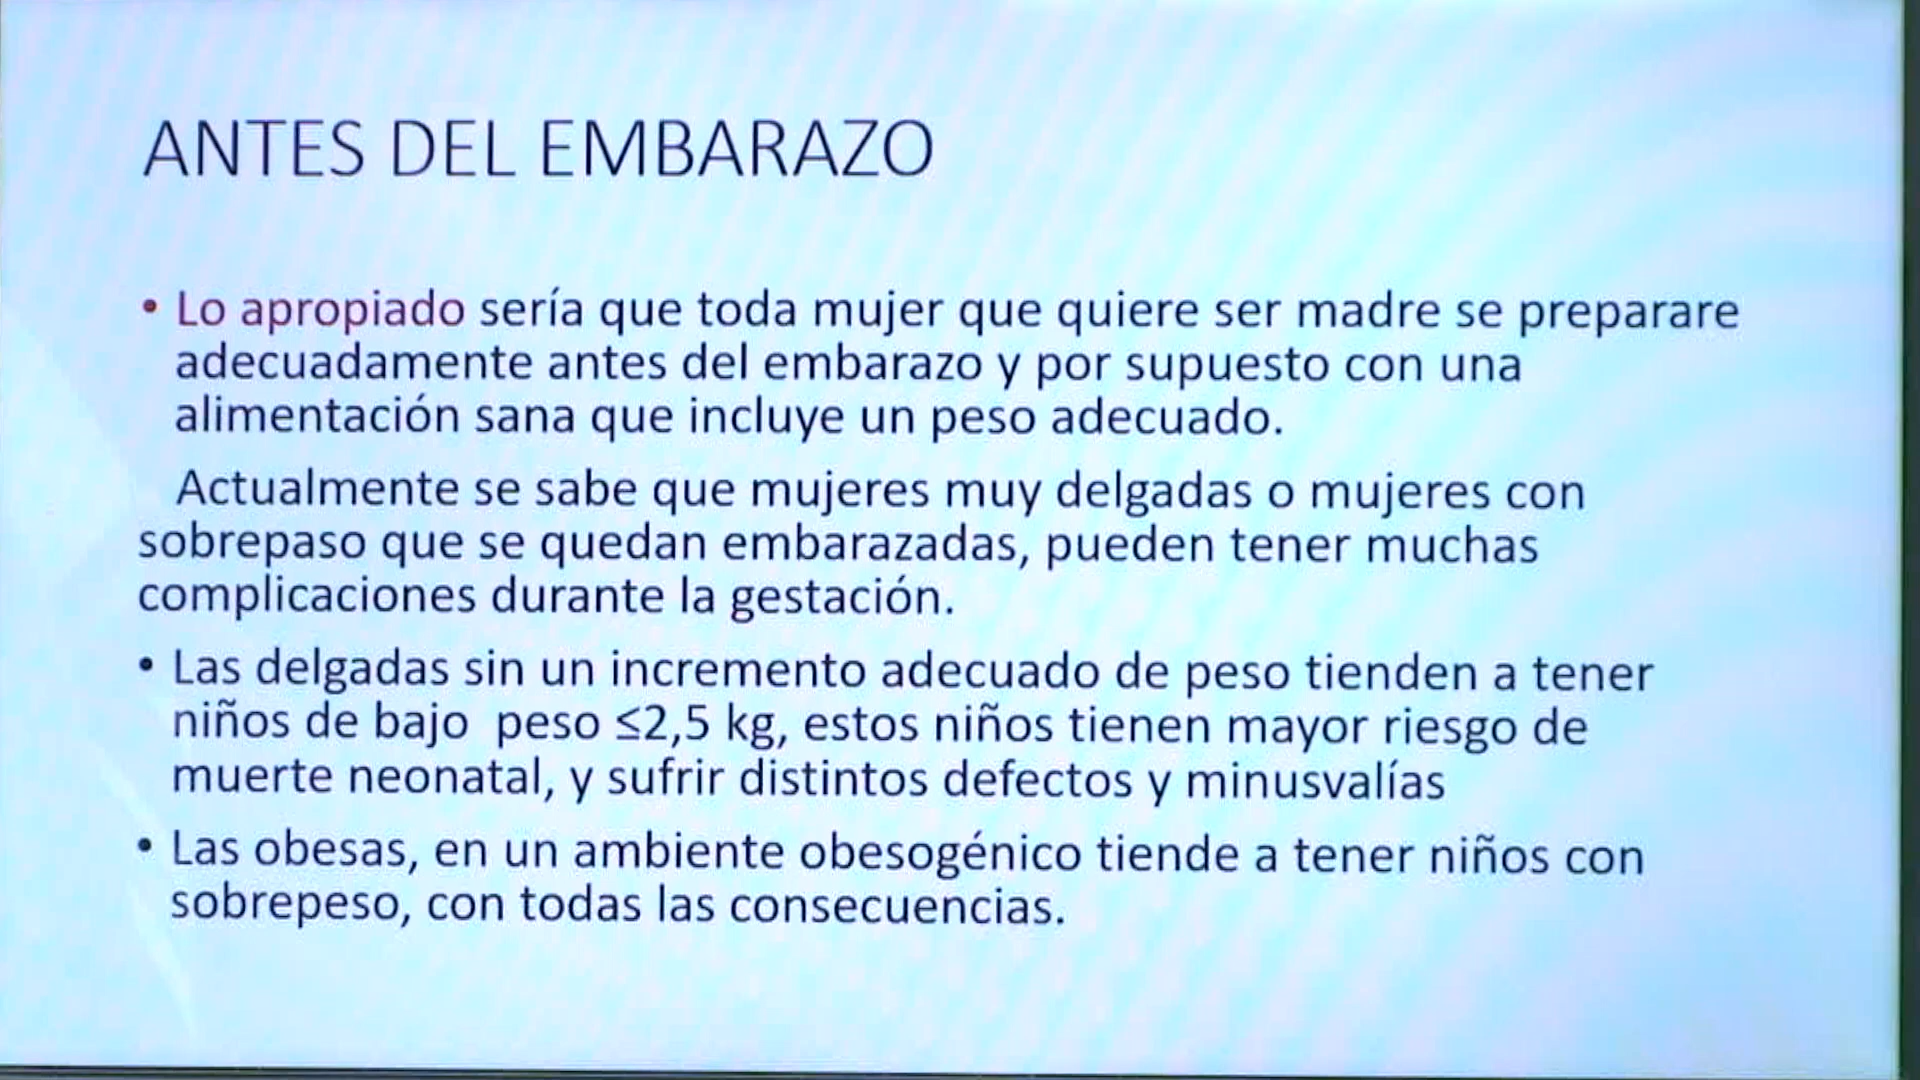 ANTES DEL EMBARAZO
• Lo apropiado sería que toda mujer que quiere ser madre se preparare
adecuadamente antes del embarazo y por supuesto con una
alimentación sana que incluye un peso adecuado.
Actualmente se sabe que mujeres muy delgadas o mujeres con
sobrepaso que se quedan embarazadas, pueden tener muchas
complicaciones durante la gestación.
• Las delgadas sin un incremento adecuado de peso tienden a tener
niños de bajo peso ≤2,5 kg, estos niños tienen mayor riesgo de
muerte neonatal, y sufrir distintos defectos y minusvalías
• Las obesas, en un ambiente obesogénico tiende a tener niños con
sobrepeso, con todas las consecuencias.